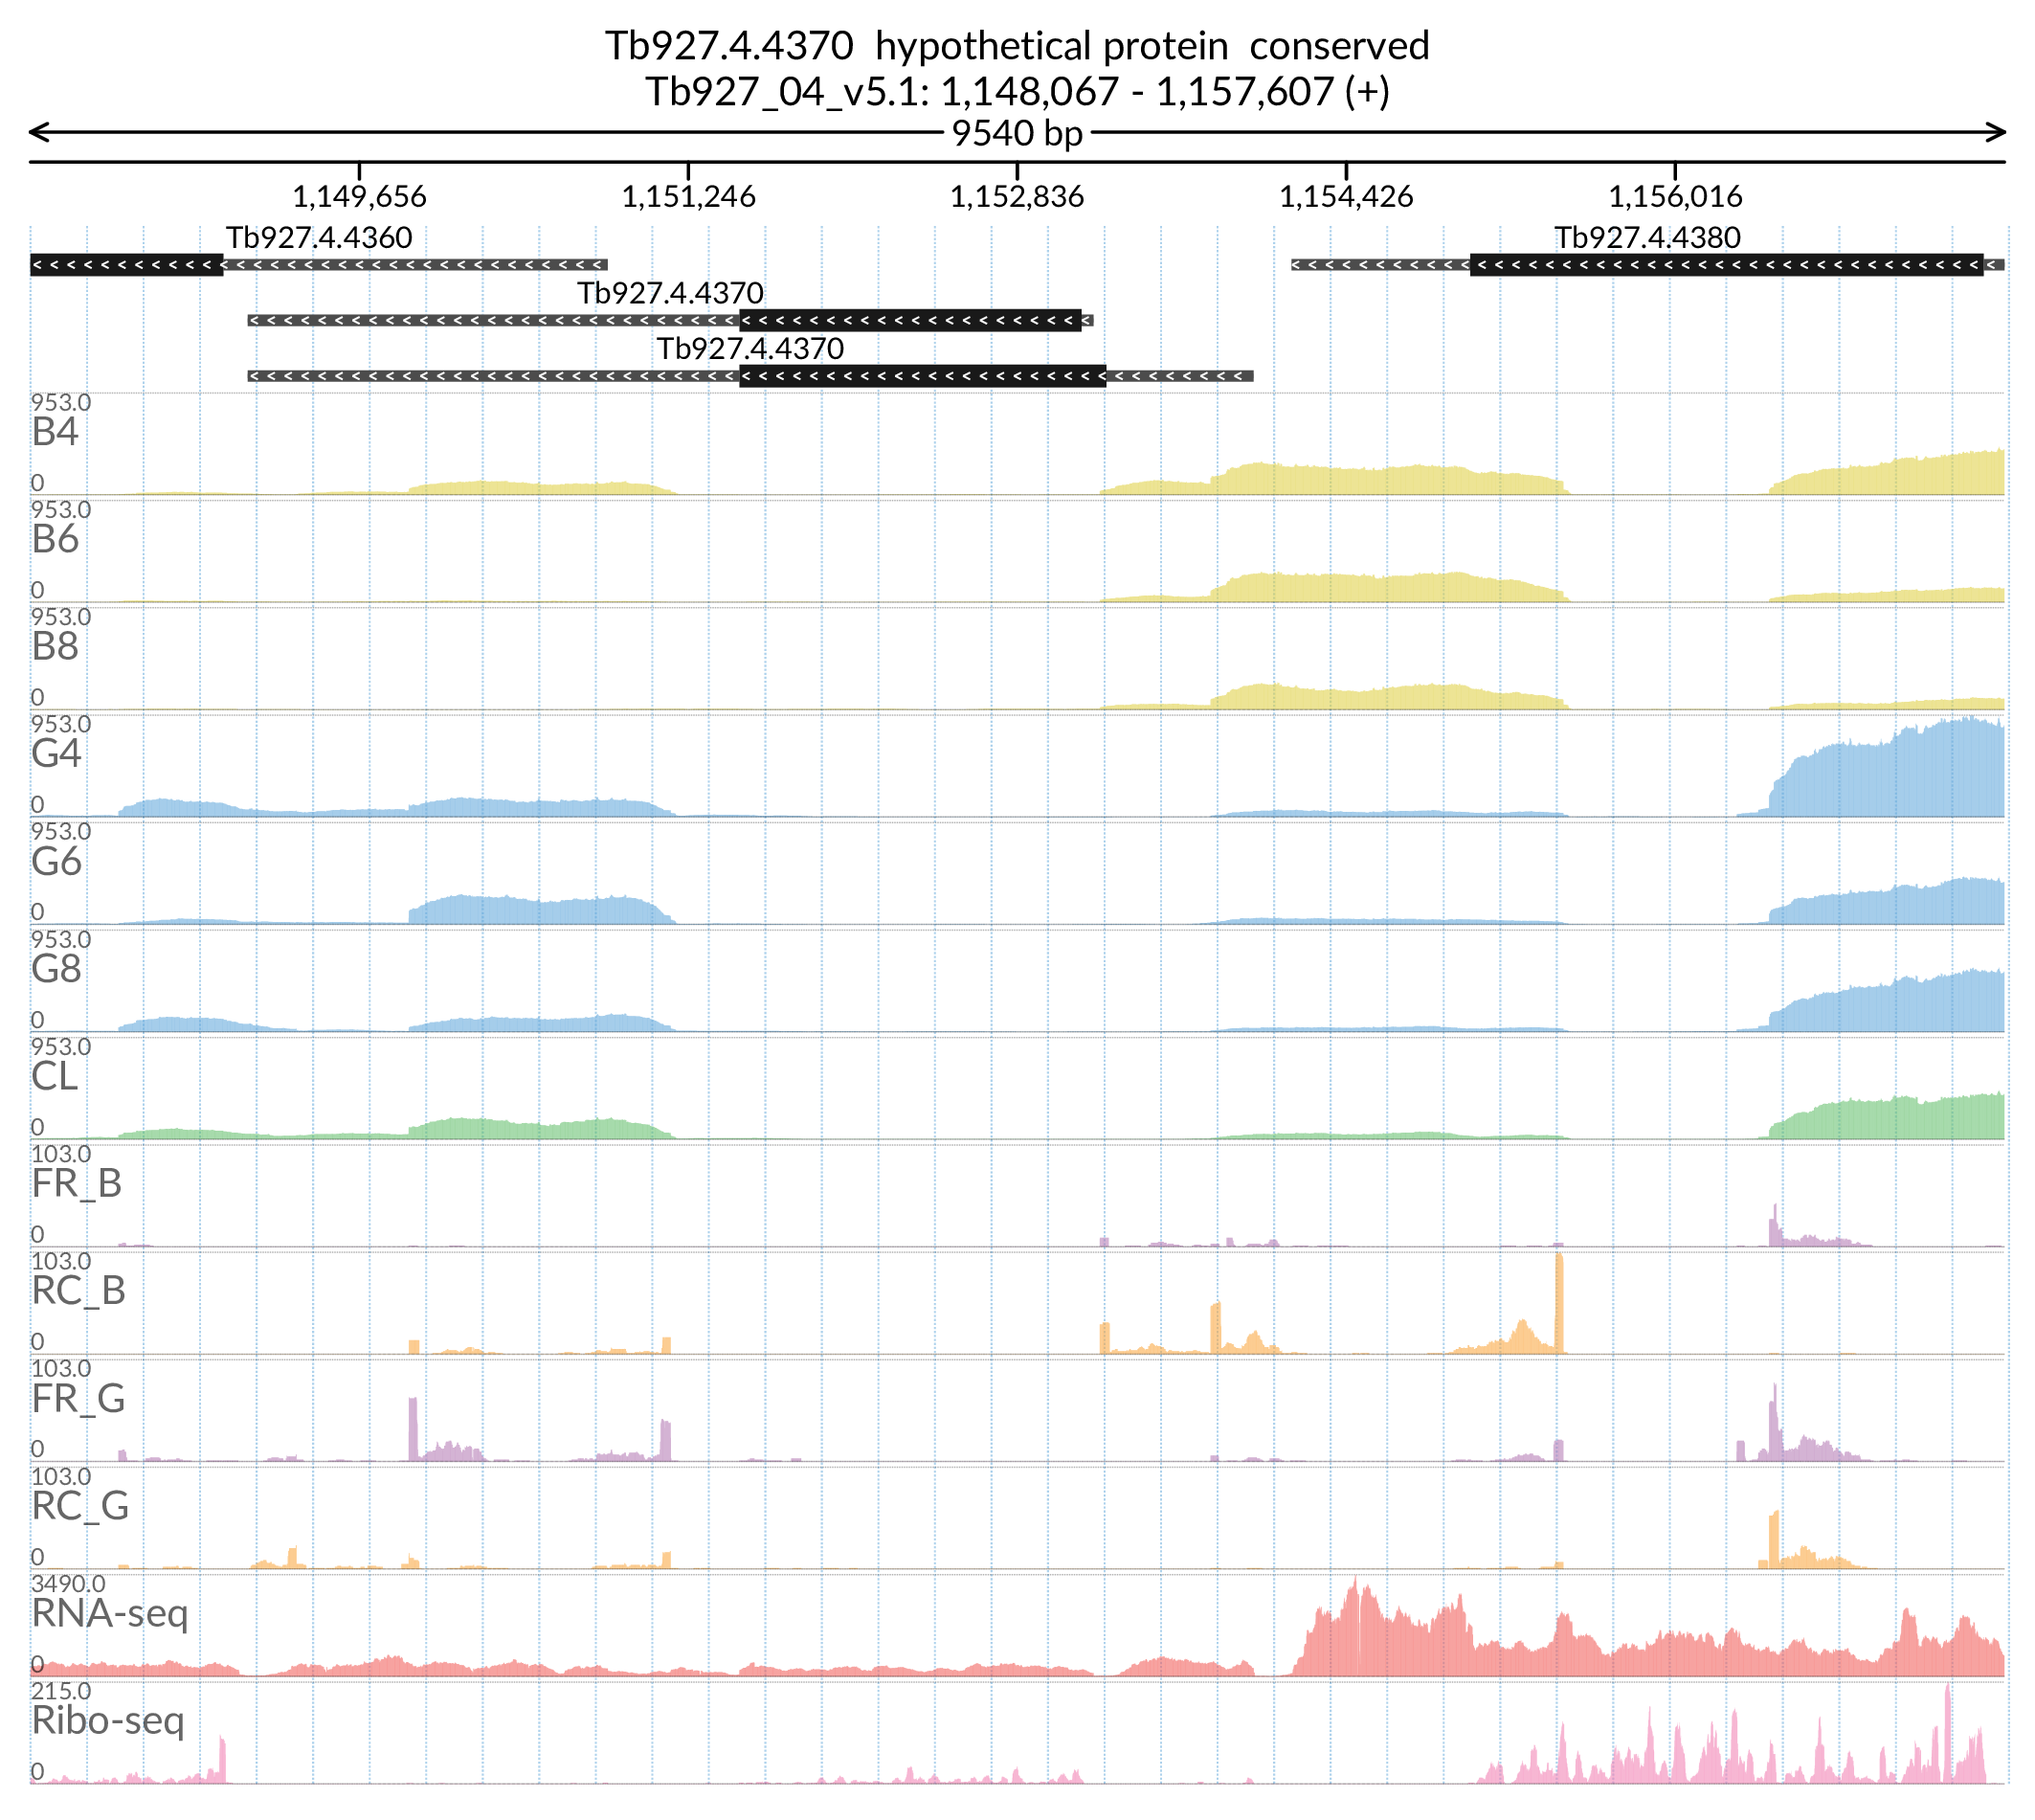 Tb927.4.4370 hypothetical protein conserved
Tb927_04_v5.1: 1,148,067 - 1,157,607 (+)
9540 bp
1,149,656 1,151,246 1,152,836 1,154,426 1,156,016
Tb927.4.4360 Tb927.4.4380
Tb927.4.4370
Tb927.4.4370
953.0
B4
0
953.0
B6
0
953.0
B8
0
953.0
G4
0
953.0
G6
0
953.0
G8
0
953.0
CL
0
103.0
FR_B
0
103.0
RC_B
0
103.0
FR_G
0
103.0
RC_G
0
3490.0
RNA-seq
0
215.0
Ribo-seq
0